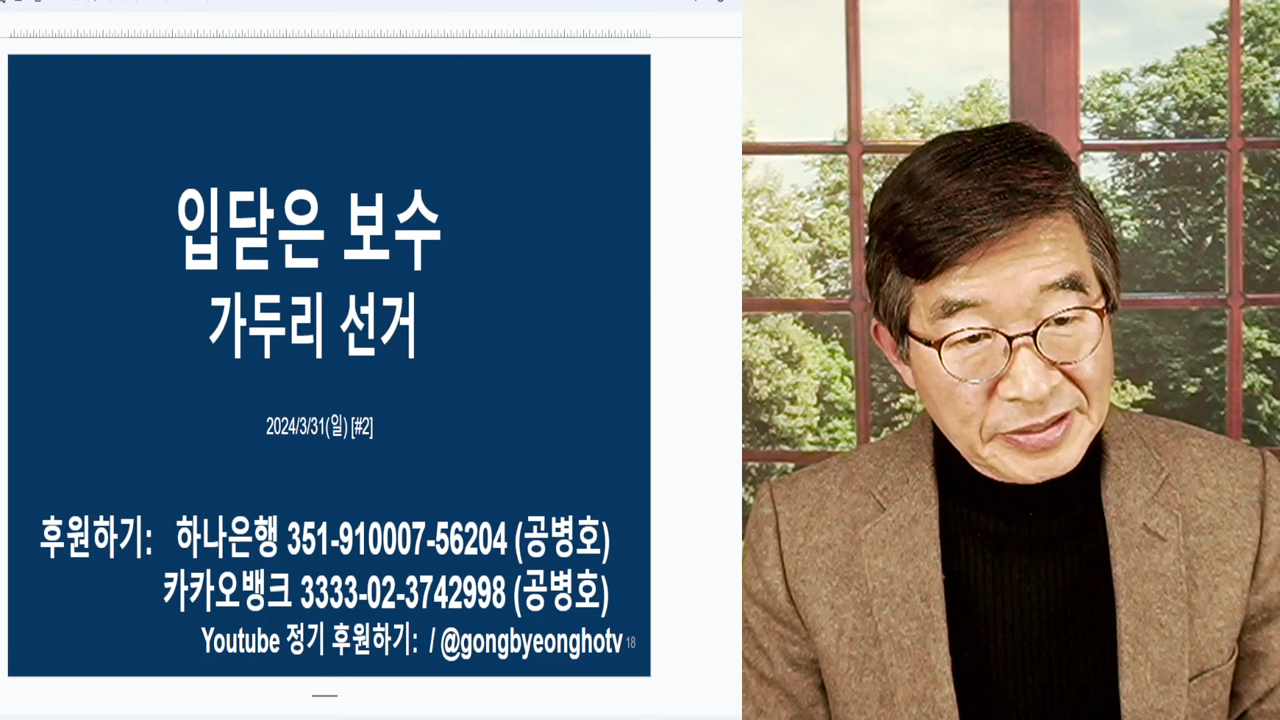 입닫은 보수
가두리 선거
2024/3/31(일) [#2]
후원하기: 하나은행 351-910007-56204 (공병호)
카카오뱅크 3333-02-3742998 (공병호)
Youtube 정기 후원하기: / @gongbyeonghotv
18